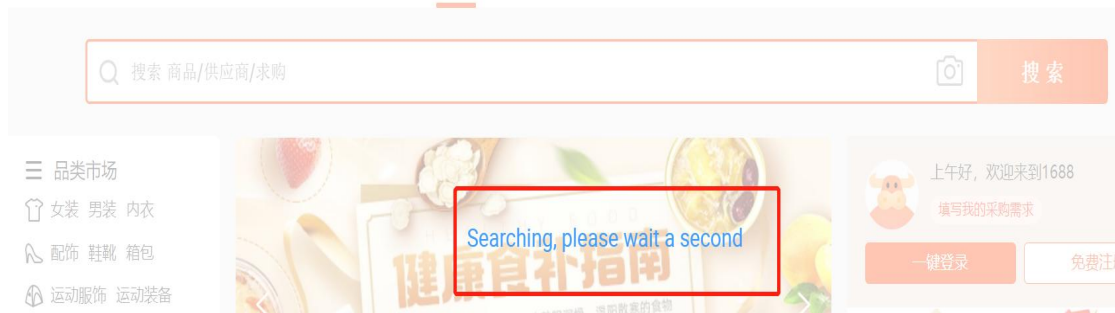 搜索 商品/供应商/求购
搜索
品类市场
女装 男装 内衣
配饰 鞋靴 箱包
运动服饰 运动装备
健康食补指南
Searching, please wait a second
上午好，欢迎来到1688
填写我的采购需求
一键登录
免费注